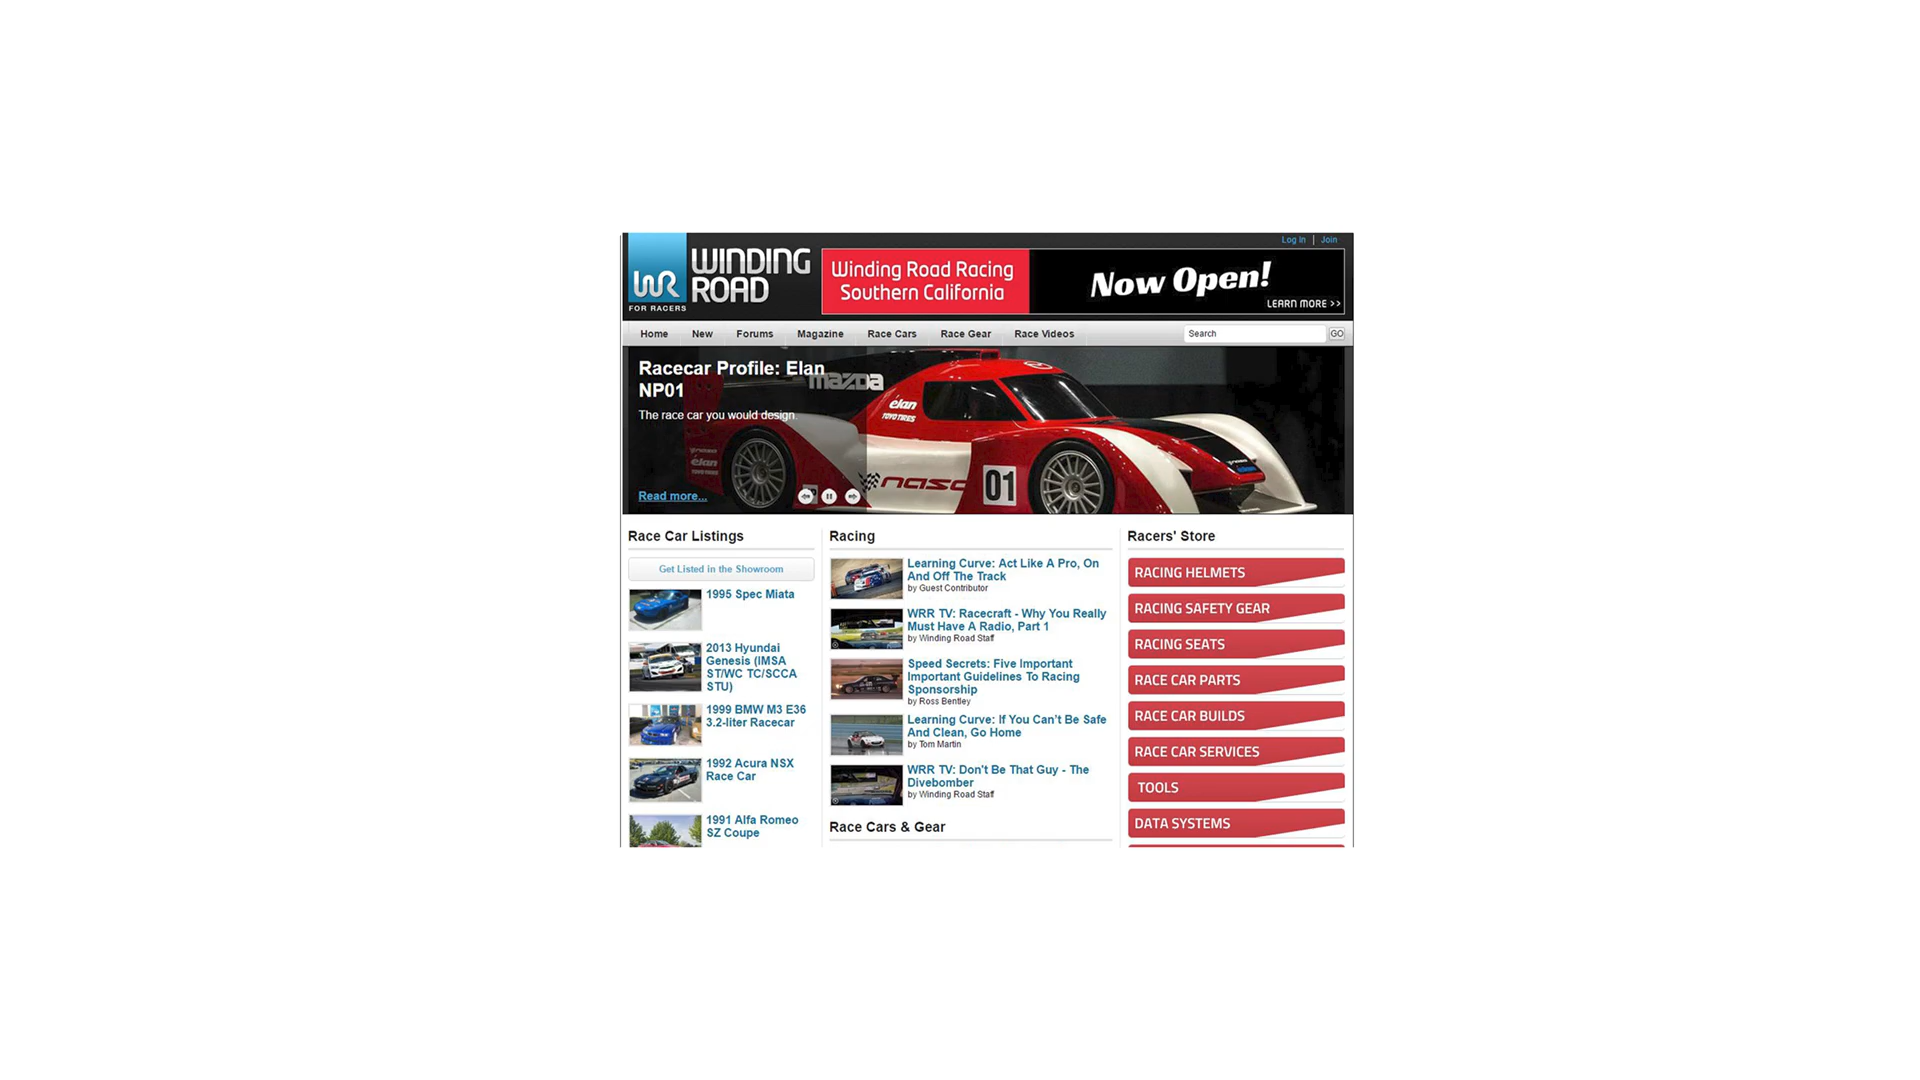 Log In | Join
WR
FOR RACERS
WINDING
ROAD
Winding Road Racing
Southern California
Now Open!
LEARN MORE >>
Home New Forums Magazine Race Cars Race Gear Race Videos
Search GO
Racecar Profile: Elan
NP01
The race car you would design.
Read more...
mazda
élan
TOYO TIRES
élan
nasa
01
Race Car Listings
Get Listed in the Showroom
1995 Spec Miata
2013 Hyundai
Genesis (IMSA
ST/WC TC/SCCA
STU)
1999 BMW M3 E36
3.2-liter Racecar
1992 Acura NSX
Race Car
1991 Alfa Romeo
SZ Coupe
Racing
Learning Curve: Act Like A Pro, On
And Off The Track
by Guest Contributor
WRR TV: Racecraft - Why You Really
Must Have A Radio, Part 1
by Winding Road Staff
Speed Secrets: Five Important
Important Guidelines To Racing
Sponsorship
by Ross Bentley
Learning Curve: If You Can't Be Safe
And Clean, Go Home
by Tom Martin
WRR TV: Don't Be That Guy - The
Divebomber
by Winding Road Staff
Race Cars & Gear
Racers' Store
RACING HELMETS
RACING SAFETY GEAR
RACING SEATS
RACE CAR PARTS
RACE CAR BUILDS
RACE CAR SERVICES
TOOLS
DATA SYSTEMS